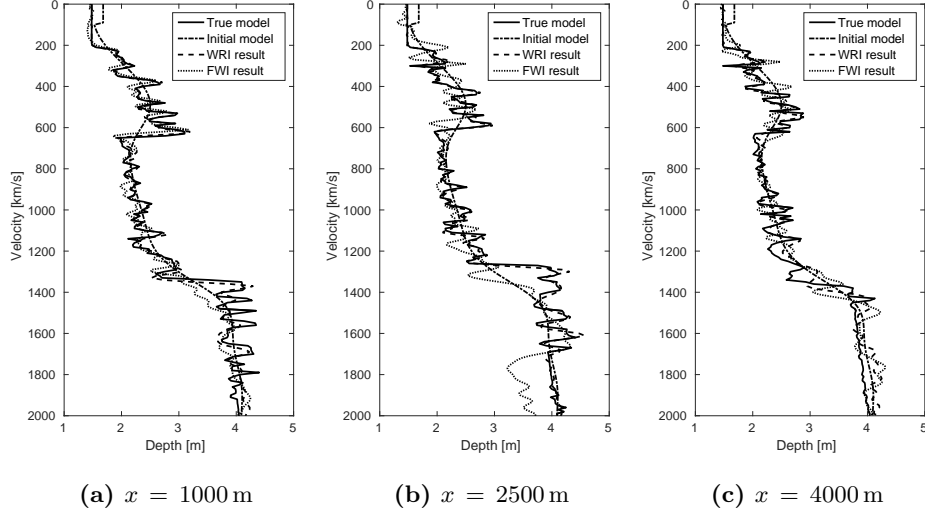 0
200
400
600
800
1000
1200
1400
1600
1800
2000
Velocity [km/s]
1 2 3 4 5
Depth [m]
True model
Initial model
WRI result
FWI result
(a) x = 1000 m
0
200
400
600
800
1000
1200
1400
1600
1800
2000
Velocity [km/s]
1 2 3 4 5
Depth [m]
True model
Initial model
WRI result
FWI result
(b) x = 2500 m
0
200
400
600
800
1000
1200
1400
1600
1800
2000
Velocity [km/s]
1 2 3 4 5
Depth [m]
True model
Initial model
WRI result
FWI result
(c) x = 4000 m